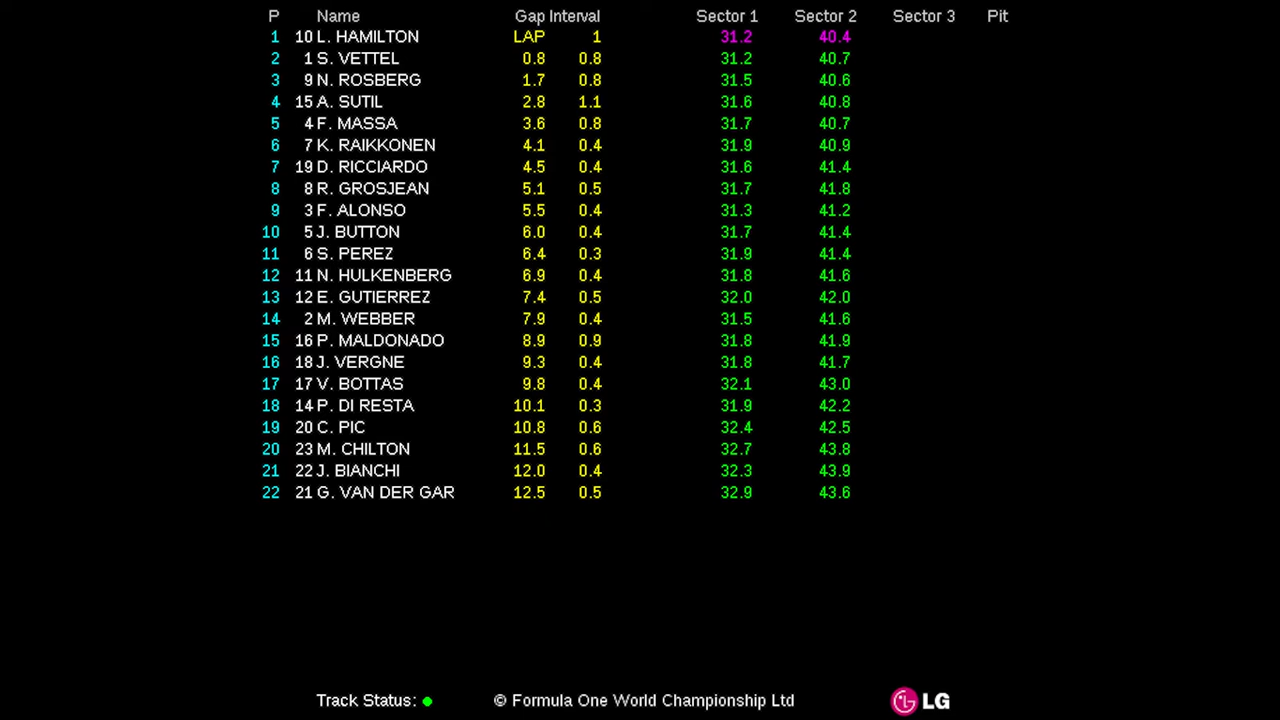 P Name Gap Interval Sector 1 Sector 2 Sector 3 Pit
1 10 L. HAMILTON LAP 1 31.2 40.4
2 1 S. VETTEL 0.8 0.8 31.2 40.7
3 9 N. ROSBERG 1.7 0.8 31.5 40.6
4 15 A. SUTIL 2.8 1.1 31.6 40.8
5 4 F. MASSA 3.6 0.8 31.7 40.7
6 7 K. RAIKKONEN 4.1 0.4 31.9 40.9
7 19 D. RICCIARDO 4.5 0.4 31.6 41.4
8 8 R. GROSJEAN 5.1 0.5 31.7 41.8
9 3 F. ALONSO 5.5 0.4 31.3 41.2
10 5 J. BUTTON 6.0 0.4 31.7 41.4
11 6 S. PEREZ 6.4 0.3 31.9 41.4
12 11 N. HULKENBERG 6.9 0.4 31.8 41.6
13 12 E. GUTIERREZ 7.4 0.5 32.0 42.0
14 2 M. WEBBER 7.9 0.4 31.5 41.6
15 16 P. MALDONADO 8.9 0.9 31.8 41.9
16 18 J. VERGNE 9.3 0.4 31.8 41.7
17 17 V. BOTTAS 9.8 0.4 32.1 43.0
18 14 P. DI RESTA 10.1 0.3 31.9 42.2
19 20 C. PIC 10.8 0.6 32.4 42.5
20 23 M. CHILTON 11.5 0.6 32.7 43.8
21 22 J. BIANCHI 12.0 0.4 32.3 43.9
22 21 G. VAN DER GAR 12.5 0.5 32.9 43.6
Track Status: © Formula One World Championship Ltd LG